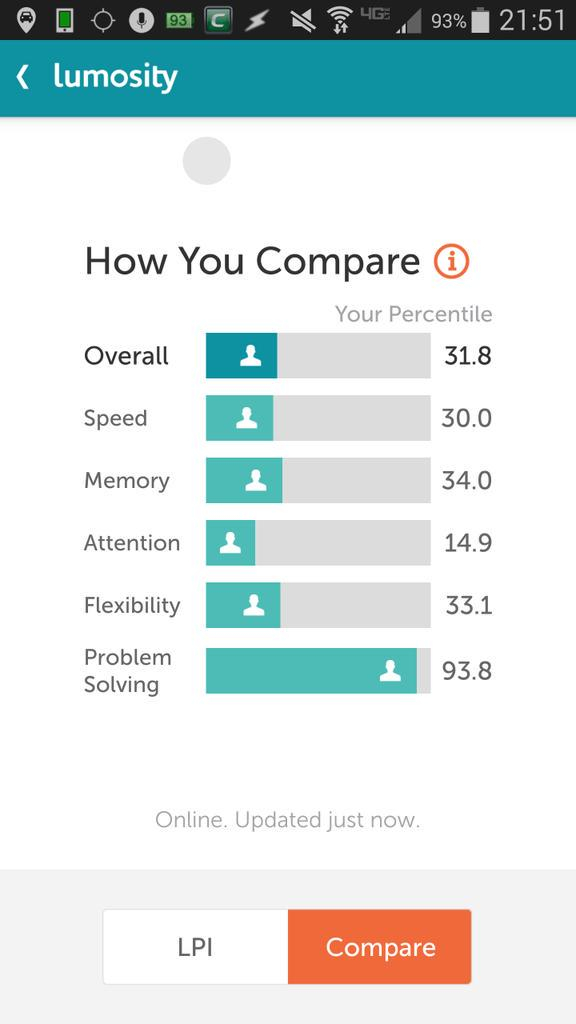 93 C 4G 93% 21:51
lumosity
How You Compare i
Your Percentile
Overall 31.8
Speed 30.0
Memory 34.0
Attention 14.9
Flexibility 33.1
Problem
Solving 93.8
Online. Updated just now.
LPI Compare